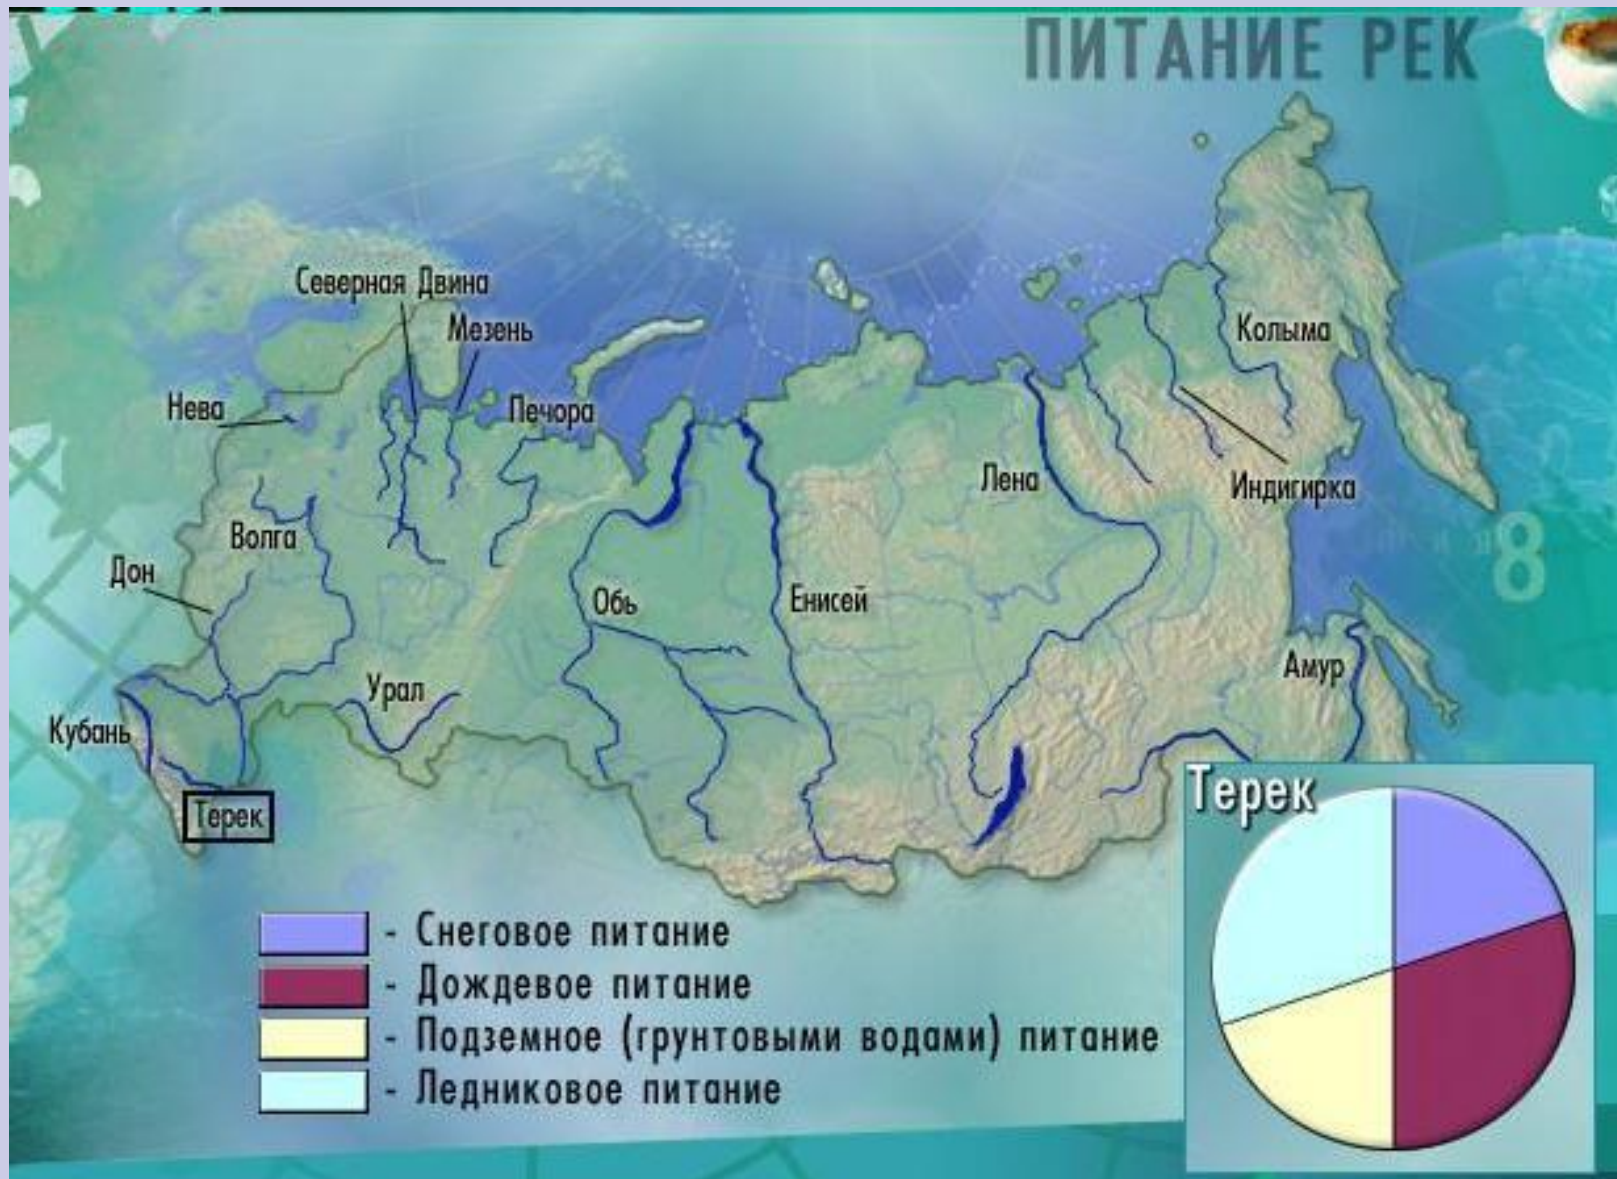 ПИТАНИЕ РЕК
Северная Двина
Мезень
Колыма
Нева
Печора
Лена
Индигирка
Волга
8
Дон
Обь
Енисей
Амур
Урал
Кубань
Терек
Терек
- Снеговое питание
- Дождевое питание
- Подземное (грунтовыми водами) питание
- Ледниковое питание